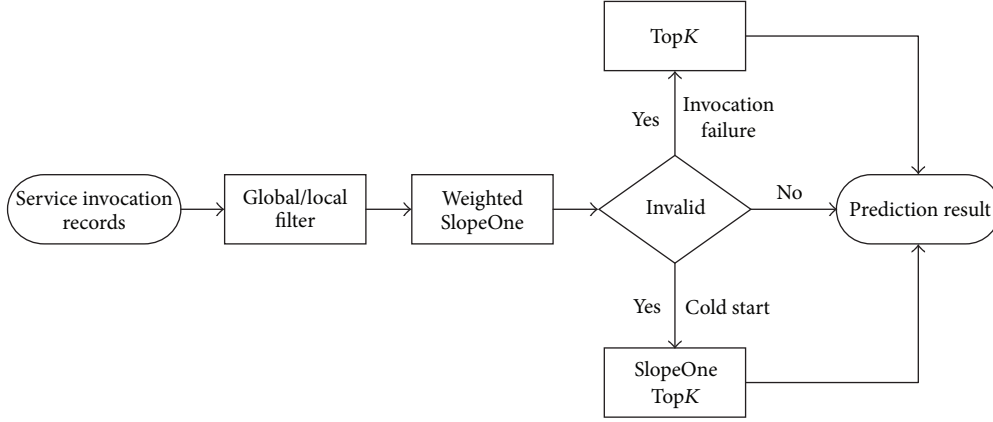 TopK
Yes
Invocation
failure
Service invocation
records
Global/local
filter
Weighted
SlopeOne
Invalid
No
Prediction result
Yes
Cold start
SlopeOne
TopK